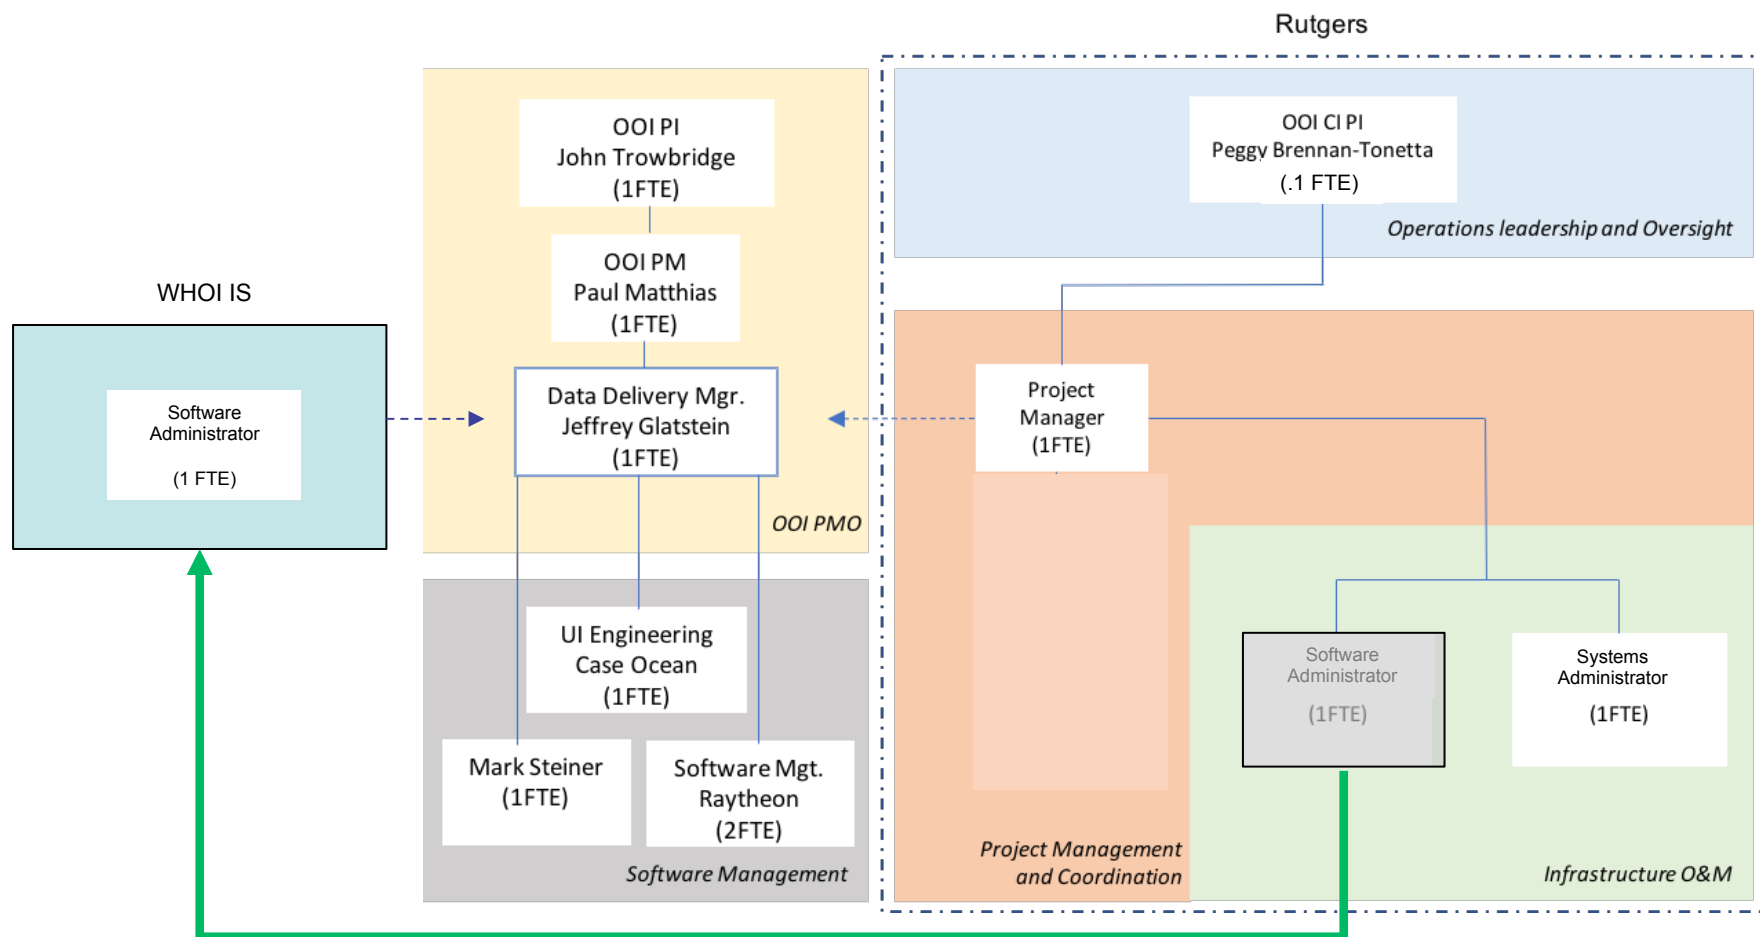 Rutgers
OOI PI
John Trowbridge
(1FTE)
OOI CI PI
Peggy Brennan-Tonetta
(.1 FTE)
Operations leadership and Oversight
OOI PM
Paul Matthias
(1FTE)
WHOI IS
Software
Administrator
(1 FTE)
Data Delivery Mgr.
Jeffrey Glatstein
(1FTE)
OOI PMO
Project
Manager
(1FTE)
UI Engineering
Case Ocean
(1FTE)
Mark Steiner
(1FTE)
Software Mgt.
Raytheon
(2FTE)
Software Management
Software
Administrator
(1FTE)
Systems
Administrator
(1FTE)
Project Management
and Coordination
Infrastructure O&M